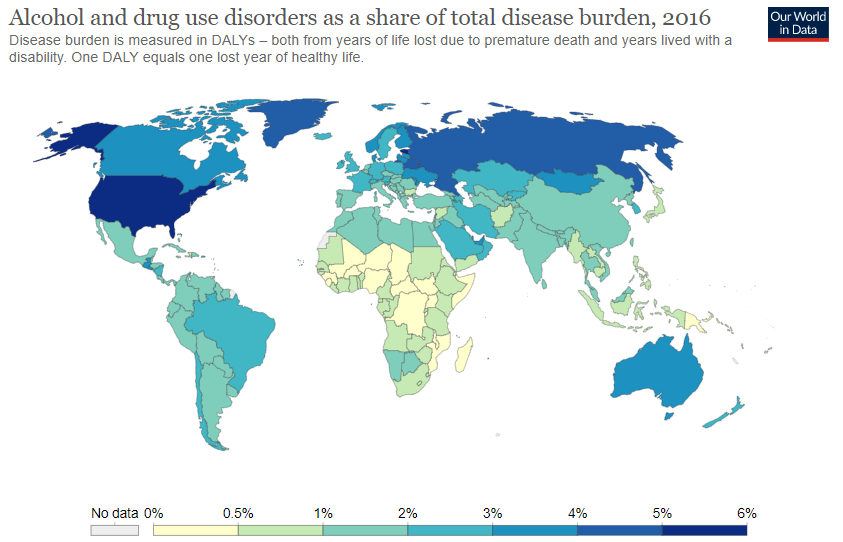 Alcohol and drug use disorders as a share of total disease burden, 2016
Our World
in Data
Disease burden is measured in DALYs – both from years of life lost due to premature death and years lived with a
disability. One DALY equals one lost year of healthy life.
No data 0% 0.5% 1% 2% 3% 4% 5% 6%